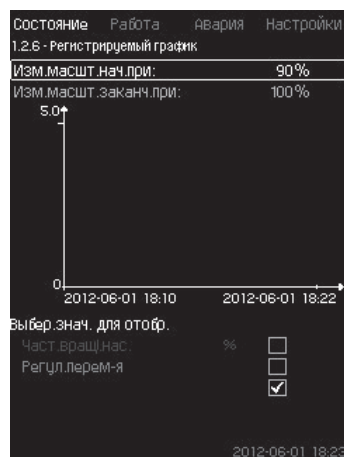 Состояние Работа Авария Настройки
1.2.6 - Регистрируемый график
Изм.масшт.нач.при: 90%
Изм.масшт.заканч.при: 100%
5.0
0
2012-06-01 18:10 2012-06-01 18:22
Выбер.знач. для отобр.
Част.вращ.нас. %
Регул.перем-я
2012-06-01 18:23